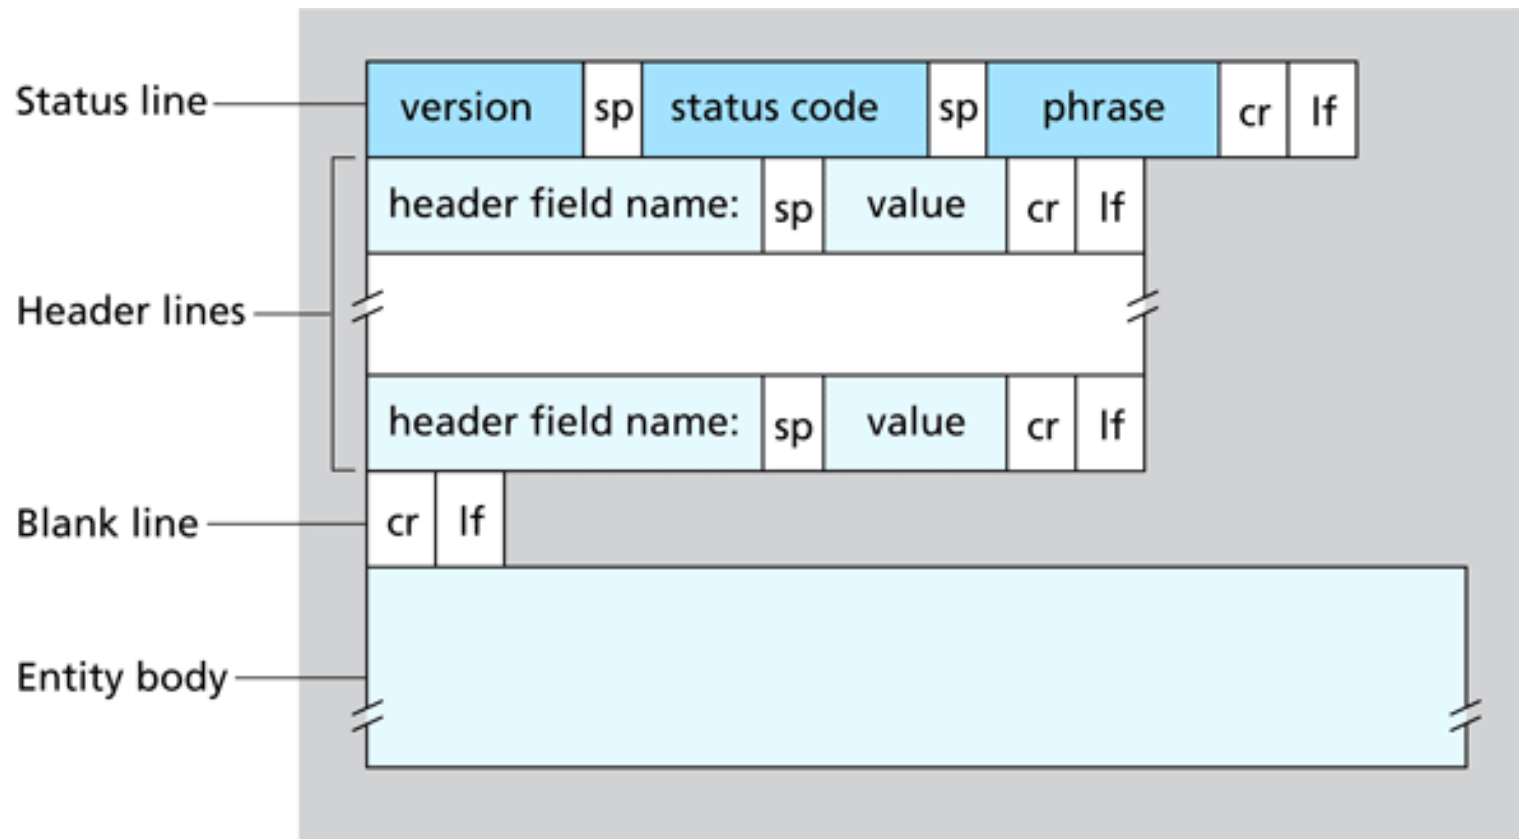 Status line version sp status code sp phrase cr lf
header field name: sp value cr lf
Header lines
header field name: sp value cr lf
Blank line cr lf
Entity body